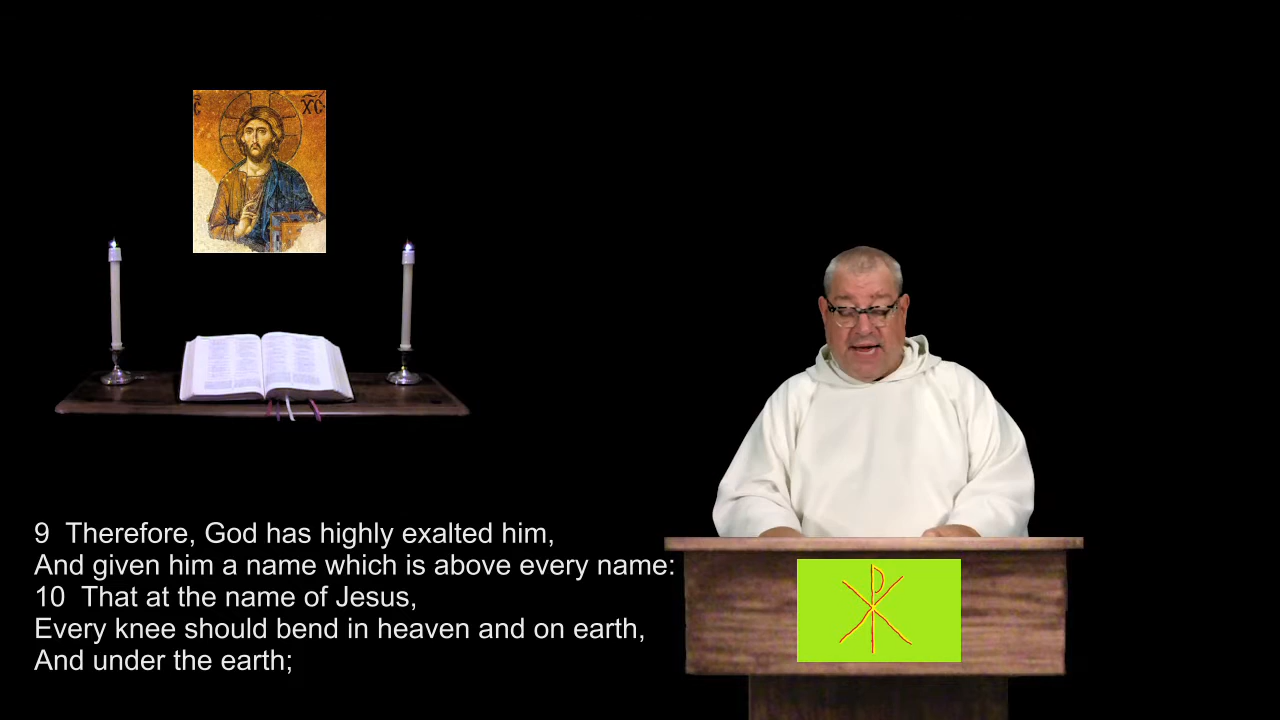 XC
9 Therefore, God has highly exalted him,
And given him a name which is above every name:
10 That at the name of Jesus,
Every knee should bend in heaven and on earth,
And under the earth;